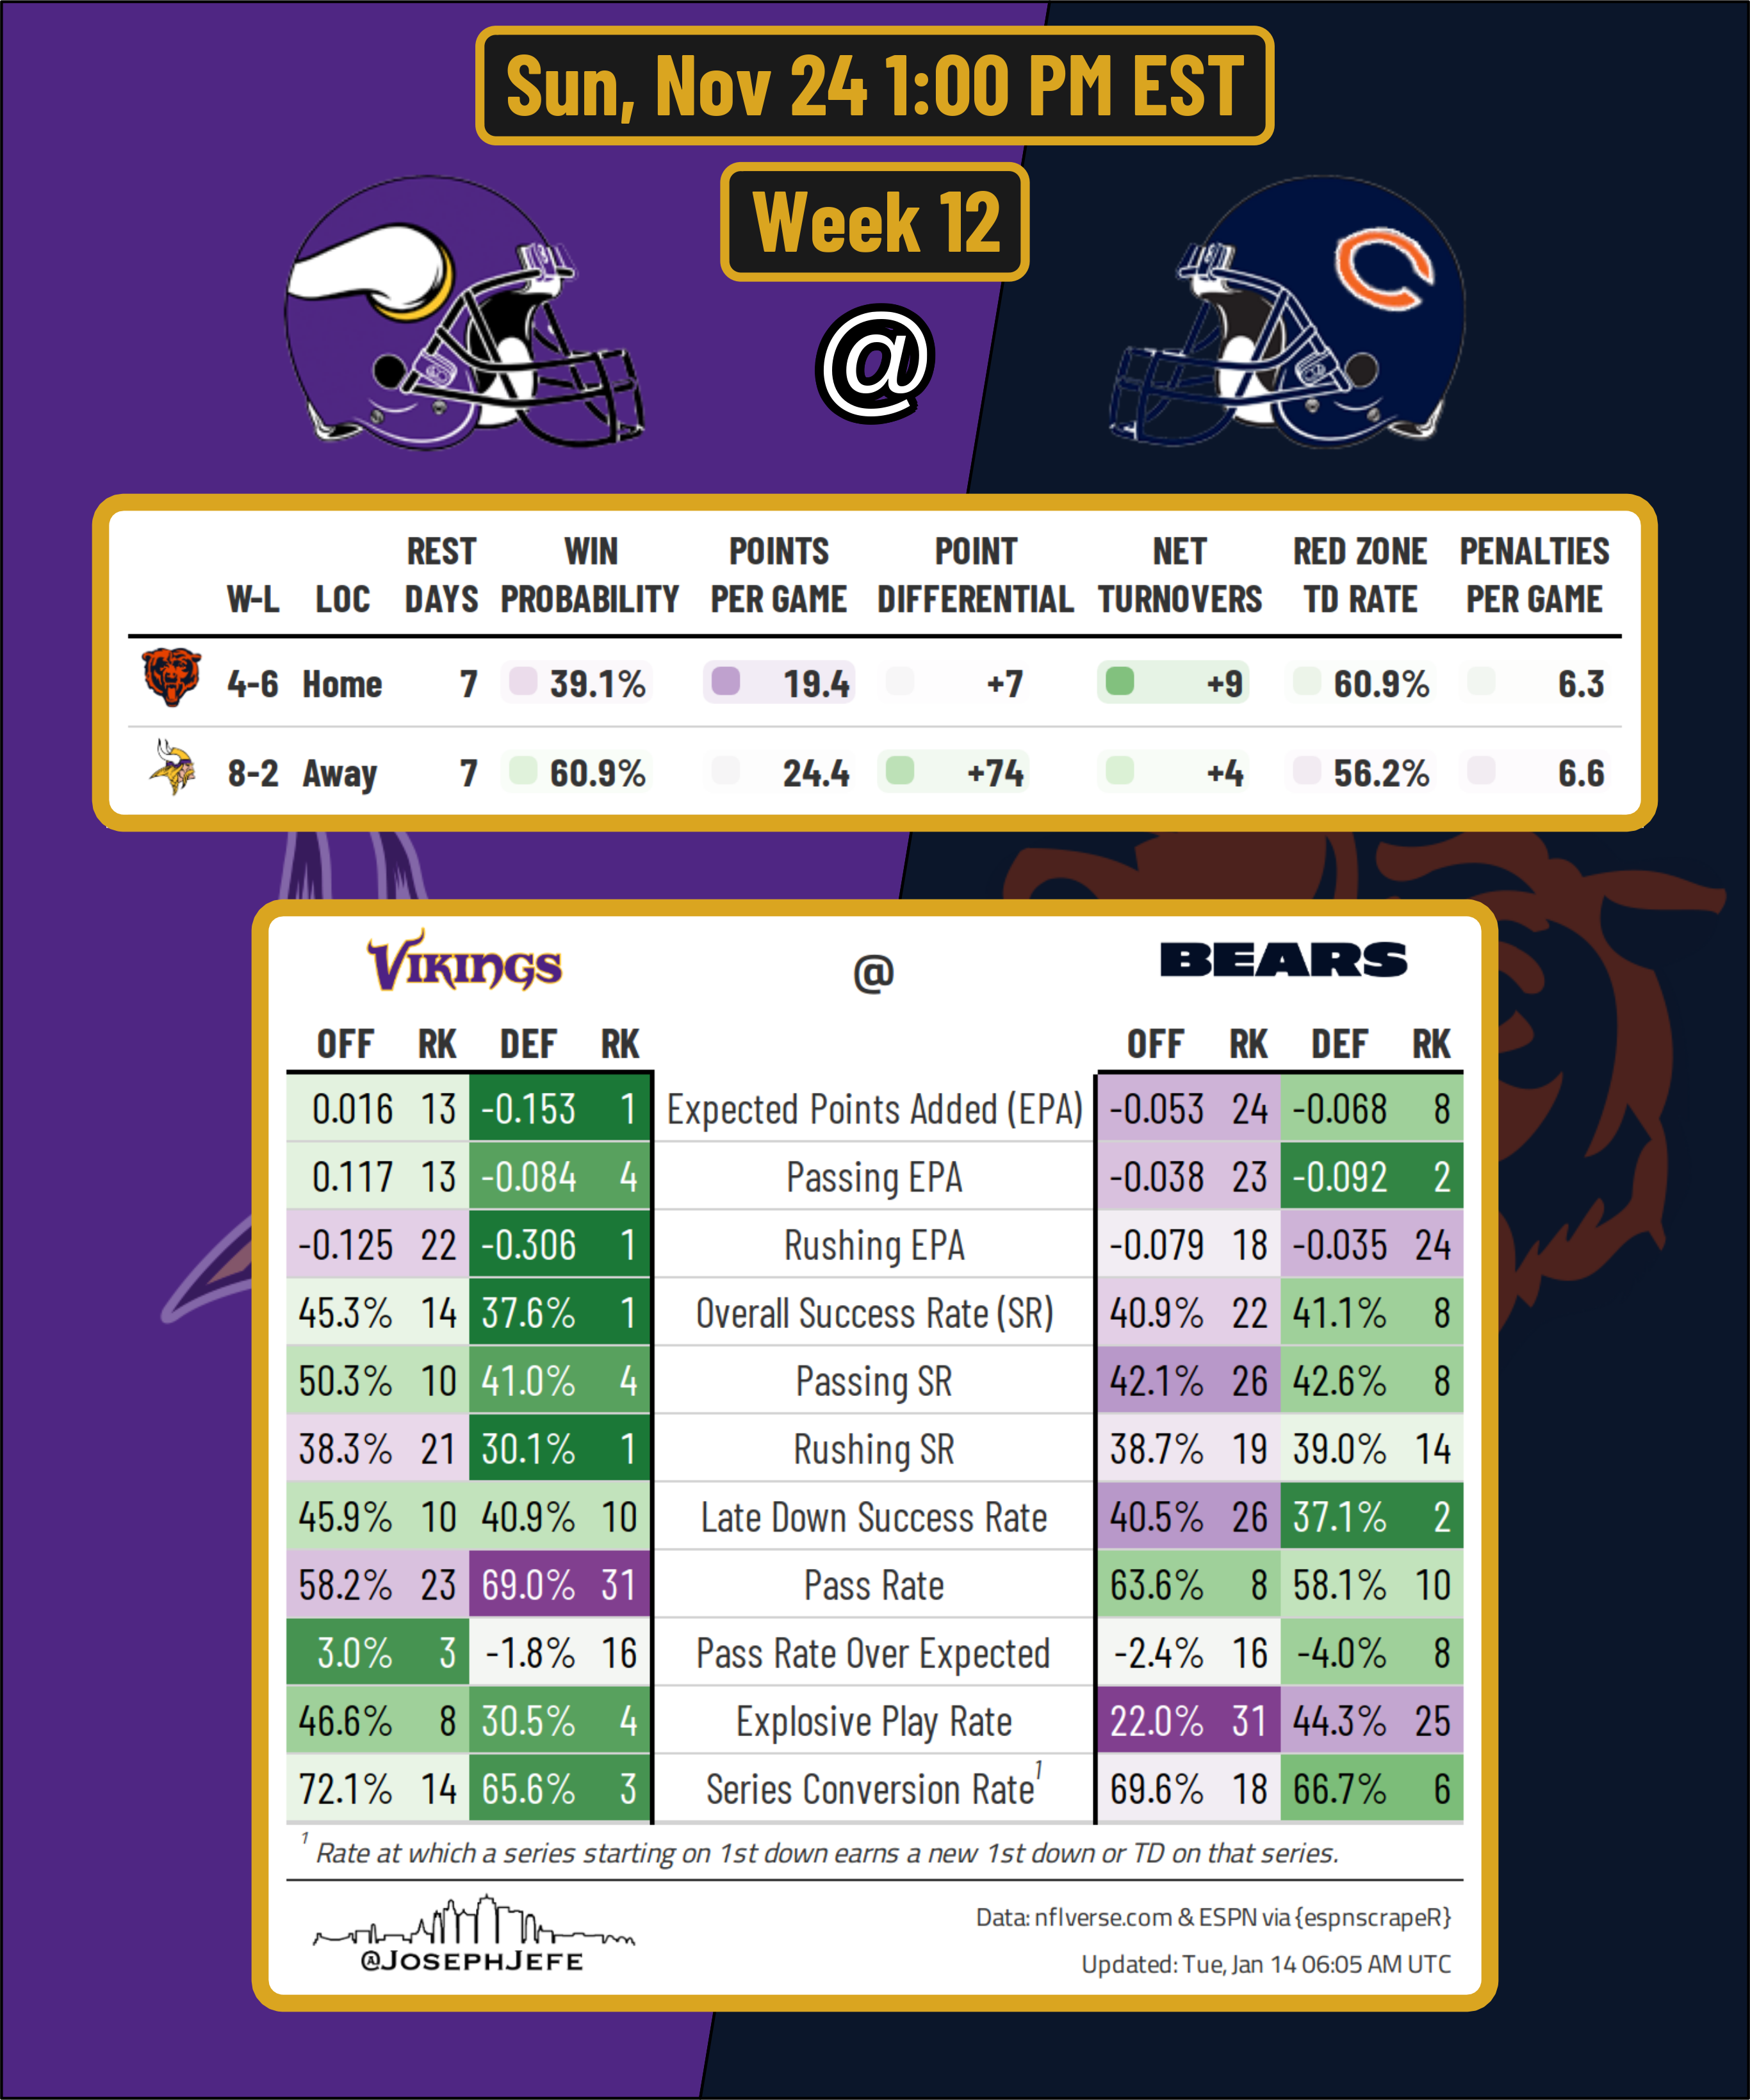 Sun, Nov 24 1:00 PM EST
Week 12
@
W-L LOC REST DAYS WIN PROBABILITY POINTS PER GAME POINT DIFFERENTIAL NET TURNOVERS RED ZONE TD RATE PENALTIES PER GAME
4-6 Home 7 39.1% 19.4 +7 +9 60.9% 6.3
8-2 Away 7 60.9% 24.4 +74 +4 56.2% 6.6
VIKINGS @ BEARS
OFF RK DEF RK OFF RK DEF RK
0.016 13 -0.153 1 Expected Points Added (EPA) -0.053 24 -0.068 8
0.117 13 -0.084 4 Passing EPA -0.038 23 -0.092 2
-0.125 22 -0.306 1 Rushing EPA -0.079 18 -0.035 24
45.3% 14 37.6% 1 Overall Success Rate (SR) 40.9% 22 41.1% 8
50.3% 10 41.0% 4 Passing SR 42.1% 26 42.6% 8
38.3% 21 30.1% 1 Rushing SR 38.7% 19 39.0% 14
45.9% 10 40.9% 10 Late Down Success Rate 40.5% 26 37.1% 2
58.2% 23 69.0% 31 Pass Rate 63.6% 8 58.1% 10
3.0% 3 -1.8% 16 Pass Rate Over Expected -2.4% 16 -4.0% 8
46.6% 8 30.5% 4 Explosive Play Rate 22.0% 31 44.3% 25
72.1% 14 65.6% 3 Series Conversion Rate¹ 69.6% 18 66.7% 6
¹ Rate at which a series starting on 1st down earns a new 1st down or TD on that series.
@JOSEPHJEFE
Data: nflverse.com & ESPN via {espnscrapeR}
Updated: Tue, Jan 14 06:05 AM UTC